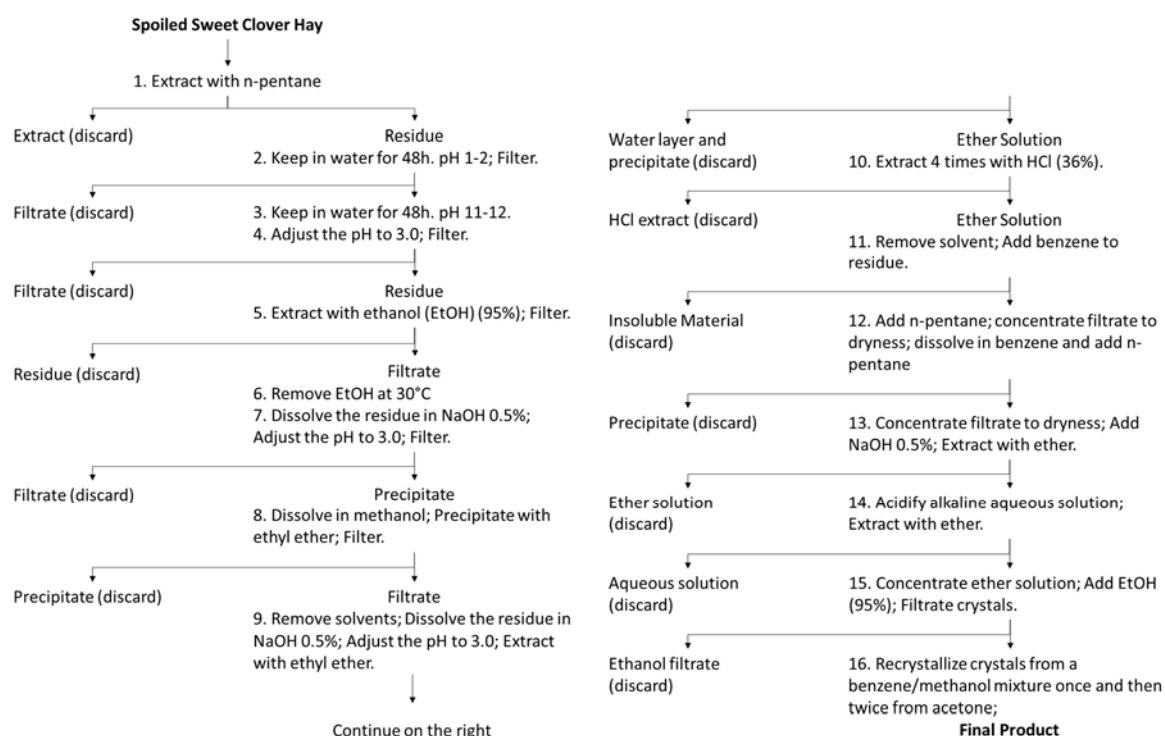 Spoiled Sweet Clover Hay
1. Extract with n-pentane
Extract (discard)
Residue
2. Keep in water for 48h. pH 1-2; Filter.
Filtrate (discard)
3. Keep in water for 48h. pH 11-12.
4. Adjust the pH to 3.0; Filter.
Filtrate (discard)
Residue
5. Extract with ethanol (EtOH) (95%); Filter.
Residue (discard)
Filtrate
6. Remove EtOH at 30°C
7. Dissolve the residue in NaOH 0.5%;
Adjust the pH to 3.0; Filter.
Filtrate (discard)
Precipitate
8. Dissolve in methanol; Precipitate with
ethyl ether; Filter.
Precipitate (discard)
Filtrate
9. Remove solvents; Dissolve the residue in
NaOH 0.5%; Adjust the pH to 3.0; Extract
with ethyl ether.
Continue on the right
Water layer and
precipitate (discard)
Ether Solution
10. Extract 4 times with HCl (36%).
HCl extract (discard)
Ether Solution
11. Remove solvent; Add benzene to
residue.
Insoluble Material
(discard)
12. Add n-pentane; concentrate filtrate to
dryness; dissolve in benzene and add n-
pentane
Precipitate (discard)
13. Concentrate filtrate to dryness; Add
NaOH 0.5%; Extract with ether.
Ether solution
(discard)
14. Acidify alkaline aqueous solution;
Extract with ether.
Aqueous solution
(discard)
15. Concentrate ether solution; Add EtOH
(95%); Filtrate crystals.
Ethanol filtrate
(discard)
16. Recrystallize crystals from a
benzene/methanol mixture once and then
twice from acetone;
Final Product